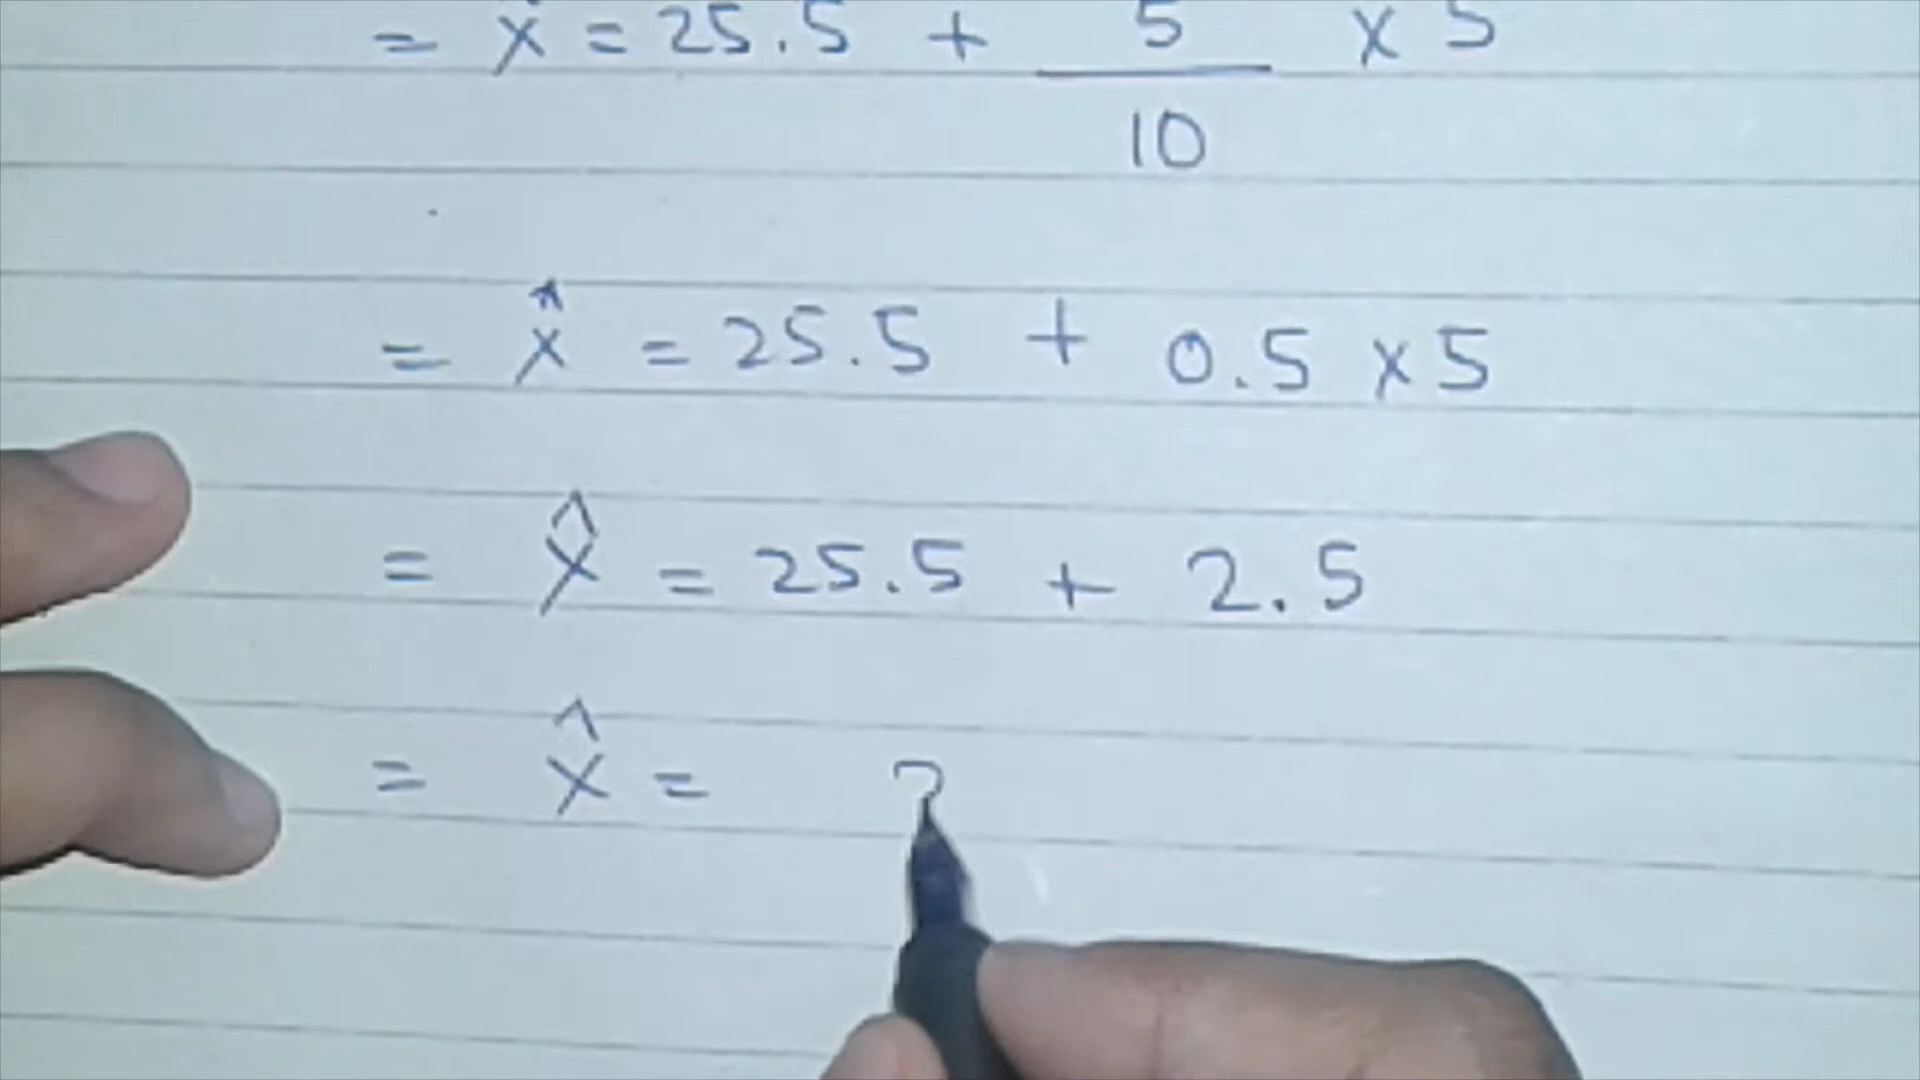 = x̂ = 25.5 + 5/10 x 5
= x̂ = 25.5 + 0.5 x 5
= x̂ = 25.5 + 2.5
= x̂ =